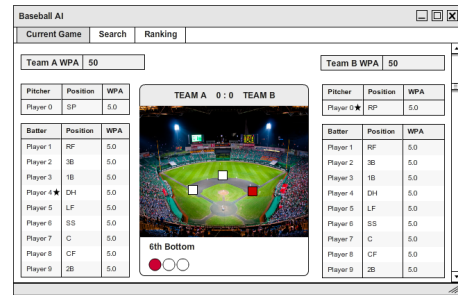 Baseball AI
Current Game Search Ranking
Team A WPA 50
Team B WPA 50
Pitcher Position WPA
Player 0 SP 5.0
Batter Position WPA
Player 1 RF 5.0
Player 2 3B 5.0
Player 3 1B 5.0
Player 4★ DH 5.0
Player 5 LF 5.0
Player 6 SS 5.0
Player 7 C 5.0
Player 8 CF 5.0
Player 9 2B 5.0
TEAM A 0 : 0 TEAM B
6th Bottom
Pitcher Position WPA
Player 0★ RP 5.0
Batter Position WPA
Player 1 RF 5.0
Player 2 3B 5.0
Player 3 1B 5.0
Player 4 DH 5.0
Player 5 LF 5.0
Player 6 SS 5.0
Player 7 C 5.0
Player 8 CF 5.0
Player 9 2B 5.0